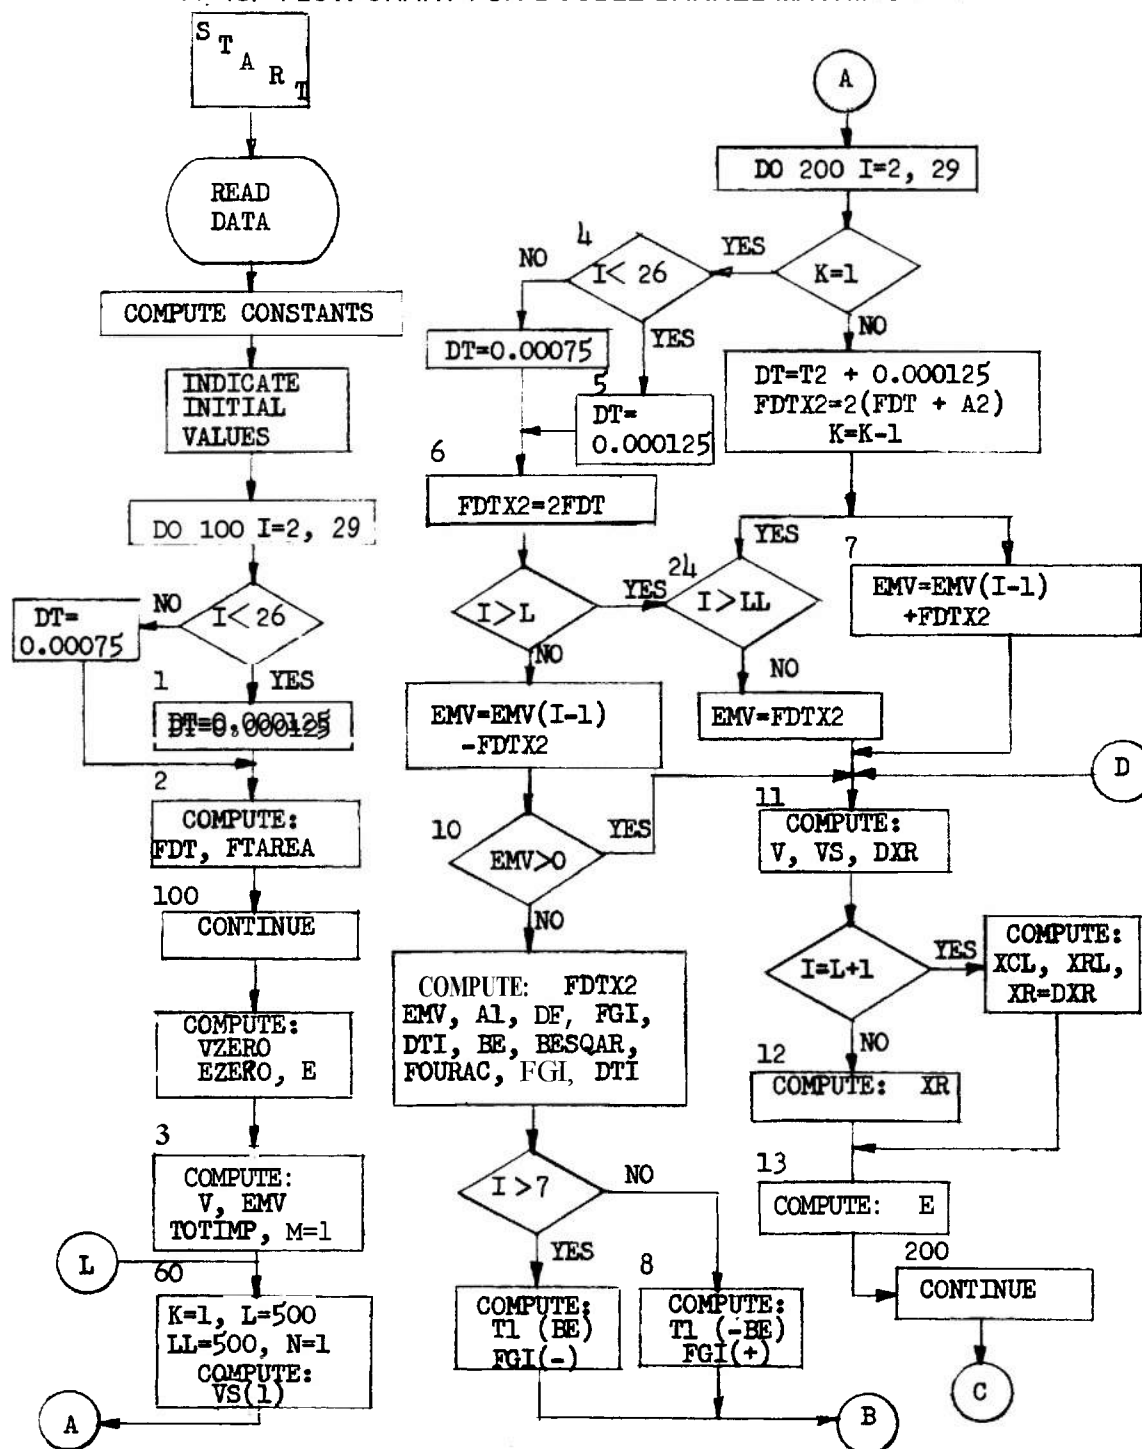 START
READ
DATA
COMPUTE CONSTANTS
INDICATE
INITIAL
VALUES
DO 100 I=2, 29
I< 26
NO
DT=
0.00075
YES
1
DT=0.000125
2
COMPUTE:
FDT, FTAREA
100
CONTINUE
COMPUTE:
VZERO
EZERO, E
3
COMPUTE:
V, EMV
TOTIMP, M=1
L
60
K=1, L=500
LL=500, N=1
COMPUTE:
VS(1)
A
A
DO 200 I=2, 29
K=1
YES
NO
4
I< 26
NO
YES
DT=0.00075
5
DT=
0.000125
DT=T2 + 0.000125
FDTX2=2(FDT + A2)
K=K-1
6
FDTX2=2FDT
I>L
YES
NO
24
YES
I>LL
NO
7
EMV=EMV(I-1)
+FDTX2
EMV=EMV(I-1)
-FDTX2
EMV=FDTX2
D
10
EMV>0
YES
NO
11
COMPUTE:
V, VS, DXR
I=L+1
YES
NO
COMPUTE:
XCL, XRL,
XR=DXR
COMPUTE: FDTX2
EMV, A1, DF, FGI,
DTI, BE, BESQAR,
FOURAC, FGI, DTI
12
COMPUTE: XR
13
COMPUTE: E
200
CONTINUE
C
I >7
NO
YES
COMPUTE:
T1 (BE)
FGI(-)
8
COMPUTE:
T1 (-BE)
FGI(+)
B